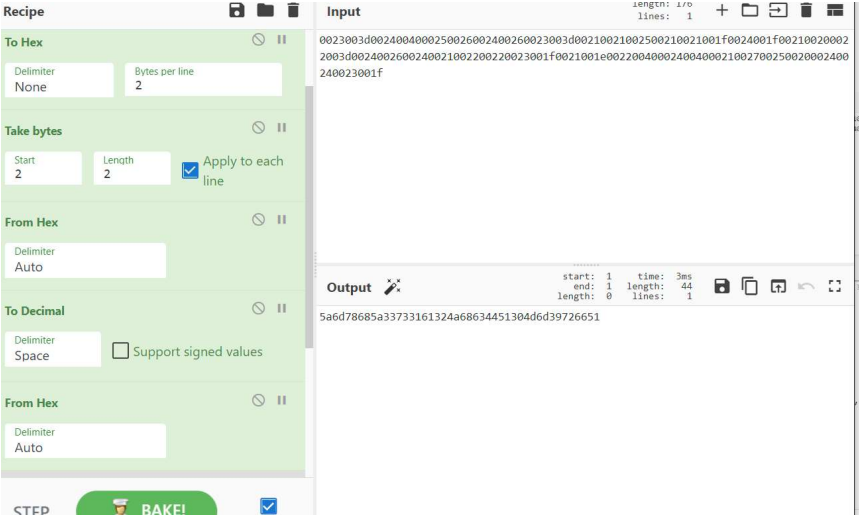 Recipe
To Hex
Delimiter
None
Bytes per line
2
Take bytes
Start
2
Length
2
Apply to each line
From Hex
Delimiter
Auto
To Decimal
Delimiter
Space
Support signed values
From Hex
Delimiter
Auto
STEP
BAKE!
Input
length: 176
lines: 1
0023003d0024004000250026002400260023003d00210021002500210021001f0024001f00210020002
2003d0024002600240021002200220023001f0021001e00220040002400400021002700250020002400
240023001f
Output
start: 1
end: 1
length: 0
time: 3ms
length: 44
lines: 1
5a6d78685a33733161324a68634451304d6d39726651